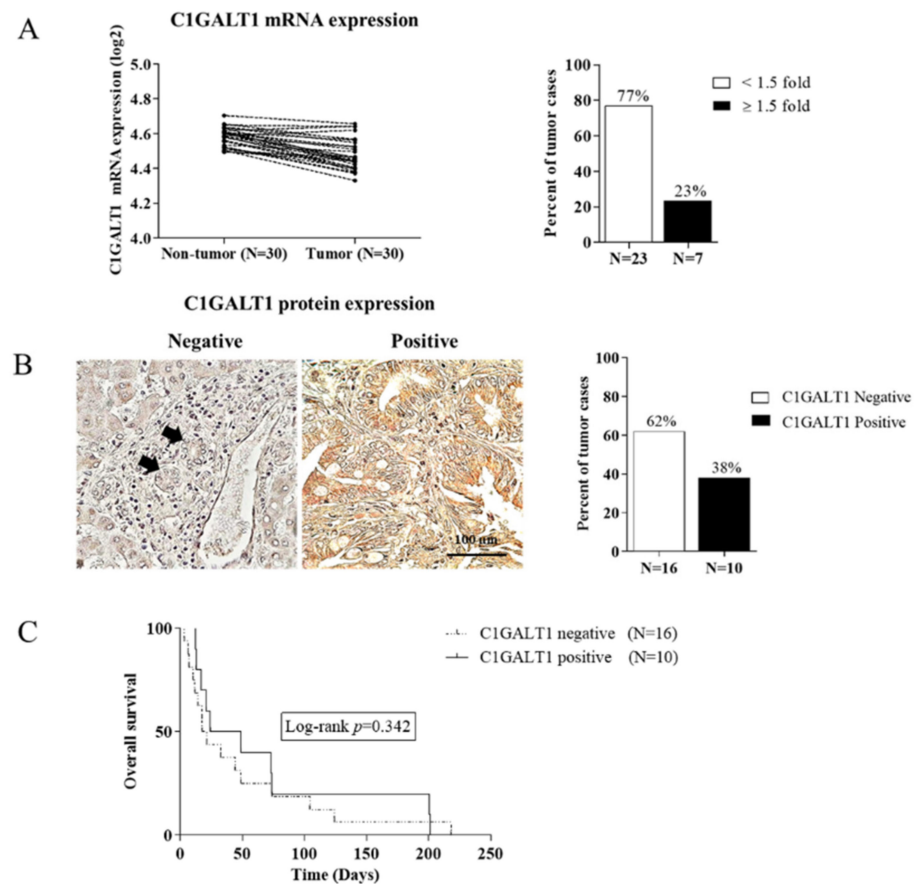 A
C1GALT1 mRNA expression
C1GALT1 mRNA expression (log2)
5.0
4.8
4.6
4.4
4.2
4.0
Non-tumor (N=30)
Tumor (N=30)
Percent of tumor cases
100
80
60
40
20
0
77%
23%
N=23
N=7
< 1.5 fold
≥ 1.5 fold
C1GALT1 protein expression
B
Negative
Positive
100 µm
Percent of tumor cases
100
80
60
40
20
0
62%
38%
N=16
N=10
C1GALT1 Negative
C1GALT1 Positive
C
Overall survival
100
50
0
0
50
100
150
200
250
Time (Days)
Log-rank p=0.342
C1GALT1 negative (N=16)
C1GALT1 positive (N=10)